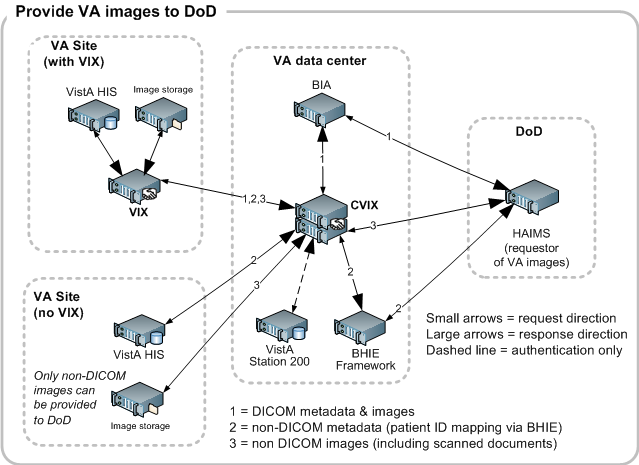 Provide VA images to DoD
VA Site
(with VIX)
VistA HIS
Image storage
VIX
VA data center
BIA
1
1
DoD
HAIMS
(requestor
of VA images)
1,2,3
CVIX
3
2
3
2
2
VA Site
(no VIX)
VistA HIS
Only non-DICOM
images can
be provided
to DoD
Image storage
VistA
Station 200
BHIE
Framework
Small arrows = request direction
Large arrows = response direction
Dashed line = authentication only
1 = DICOM metadata & images
2 = non-DICOM metadata (patient ID mapping via BHIE)
3 = non DICOM images (including scanned documents)